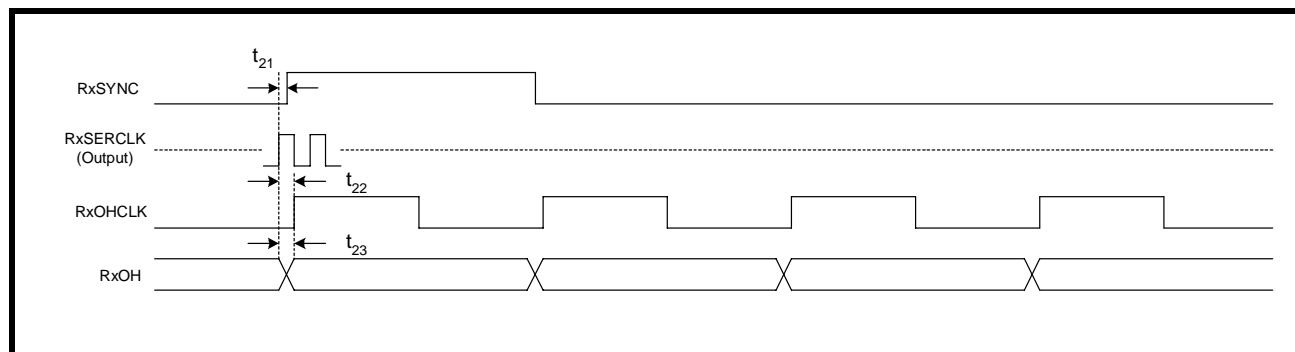 t21
RxSYNC
RxSERCLK
(Output)
t22
RxOHCLK
t23
RxOH